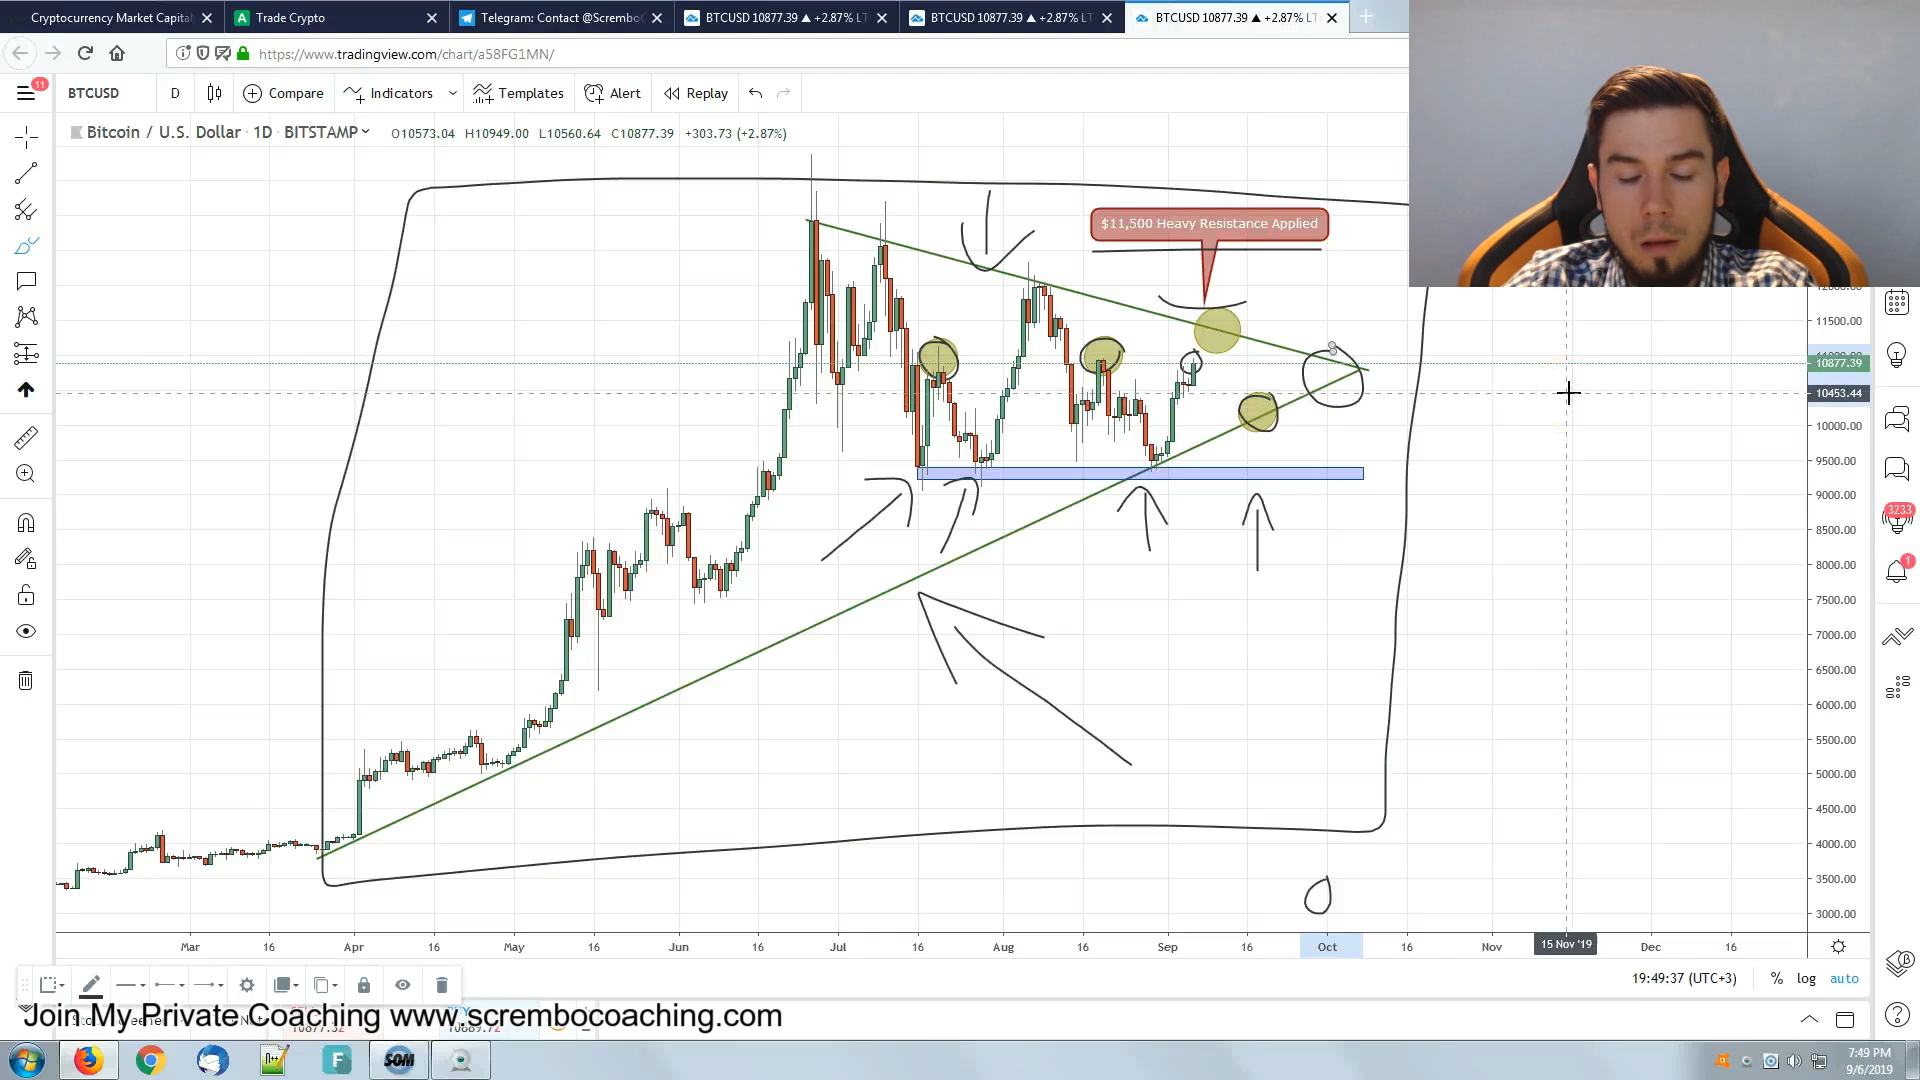 Cryptocurrency Market Capital
Trade Crypto
Telegram: Contact @Scrembo
BTCUSD 10877.39 ▲ +2.87%
BTCUSD 10877.39 ▲ +2.87%
BTCUSD 10877.39 ▲ +2.87%
https://www.tradingview.com/chart/a58FG1MN/
11
BTCUSD
D
Compare
Indicators
Templates
Alert
Replay
Bitcoin / U.S. Dollar · 1D · BITSTAMP
O10573.04 H10949.00 L10560.64 C10877.39 +303.73 (+2.87%)
$11,500 Heavy Resistance Applied
11500.00
10877.39
10453.44
10000.00
9500.00
9000.00
8500.00
8000.00
7500.00
7000.00
6500.00
6000.00
5500.00
5000.00
4500.00
4000.00
3500.00
3000.00
3233
1
Mar 16 Apr 16 May 16 Jun 16 Jul 16 Aug 16 Sep 16 Oct 16 Nov 15 Nov '19 Dec 16
19:49:37 (UTC+3) % log auto
Join My Private Coaching www.scrembocoaching.com
SOM
7:49 PM
9/6/2019